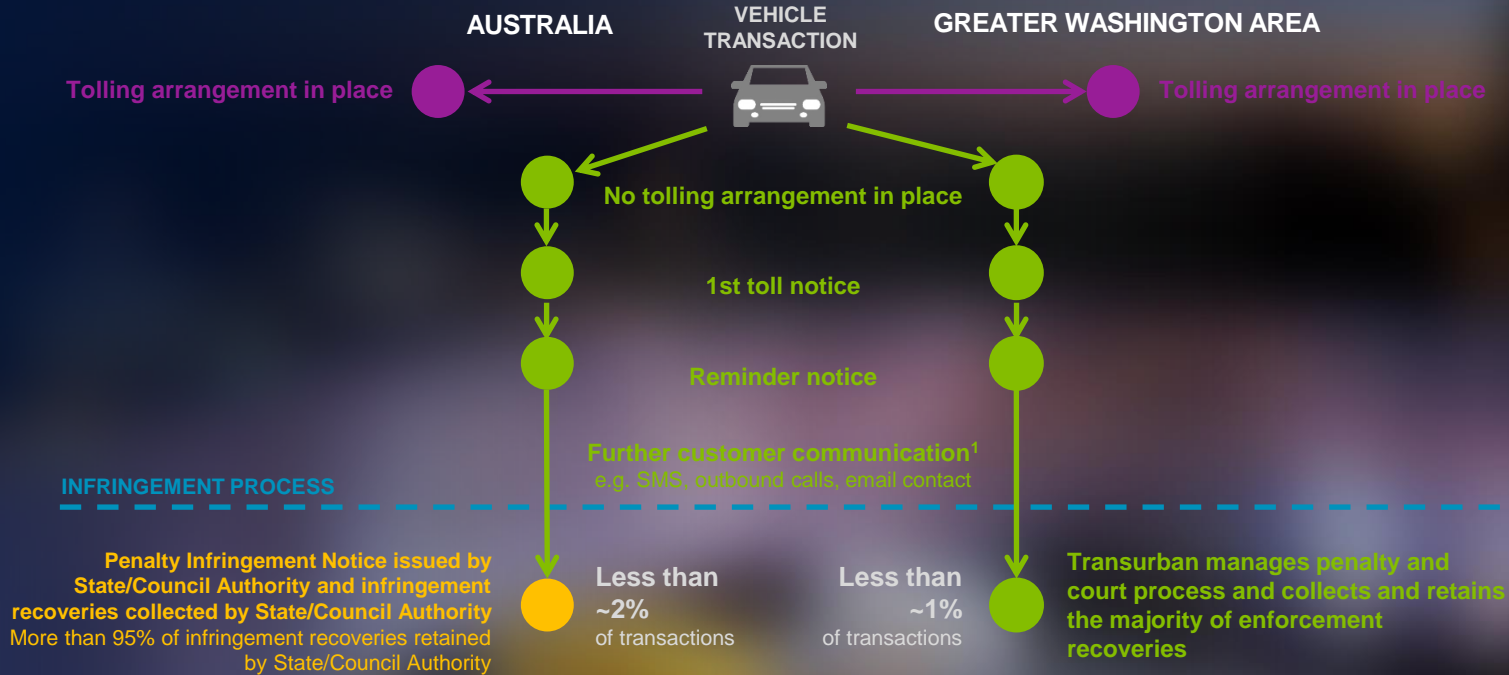 AUSTRALIA
VEHICLE
TRANSACTION
GREATER WASHINGTON AREA
Tolling arrangement in place
Tolling arrangement in place
No tolling arrangement in place
1st toll notice
Reminder notice
Further customer communication¹
e.g. SMS, outbound calls, email contact
INFRINGEMENT PROCESS
Penalty Infringement Notice issued by
State/Council Authority and infringement
recoveries collected by State/Council Authority
More than 95% of infringement recoveries retained
by State/Council Authority
Less than
~2%
of transactions
Less than
~1%
of transactions
Transurban manages penalty and
court process and collects and retains
the majority of enforcement
recoveries